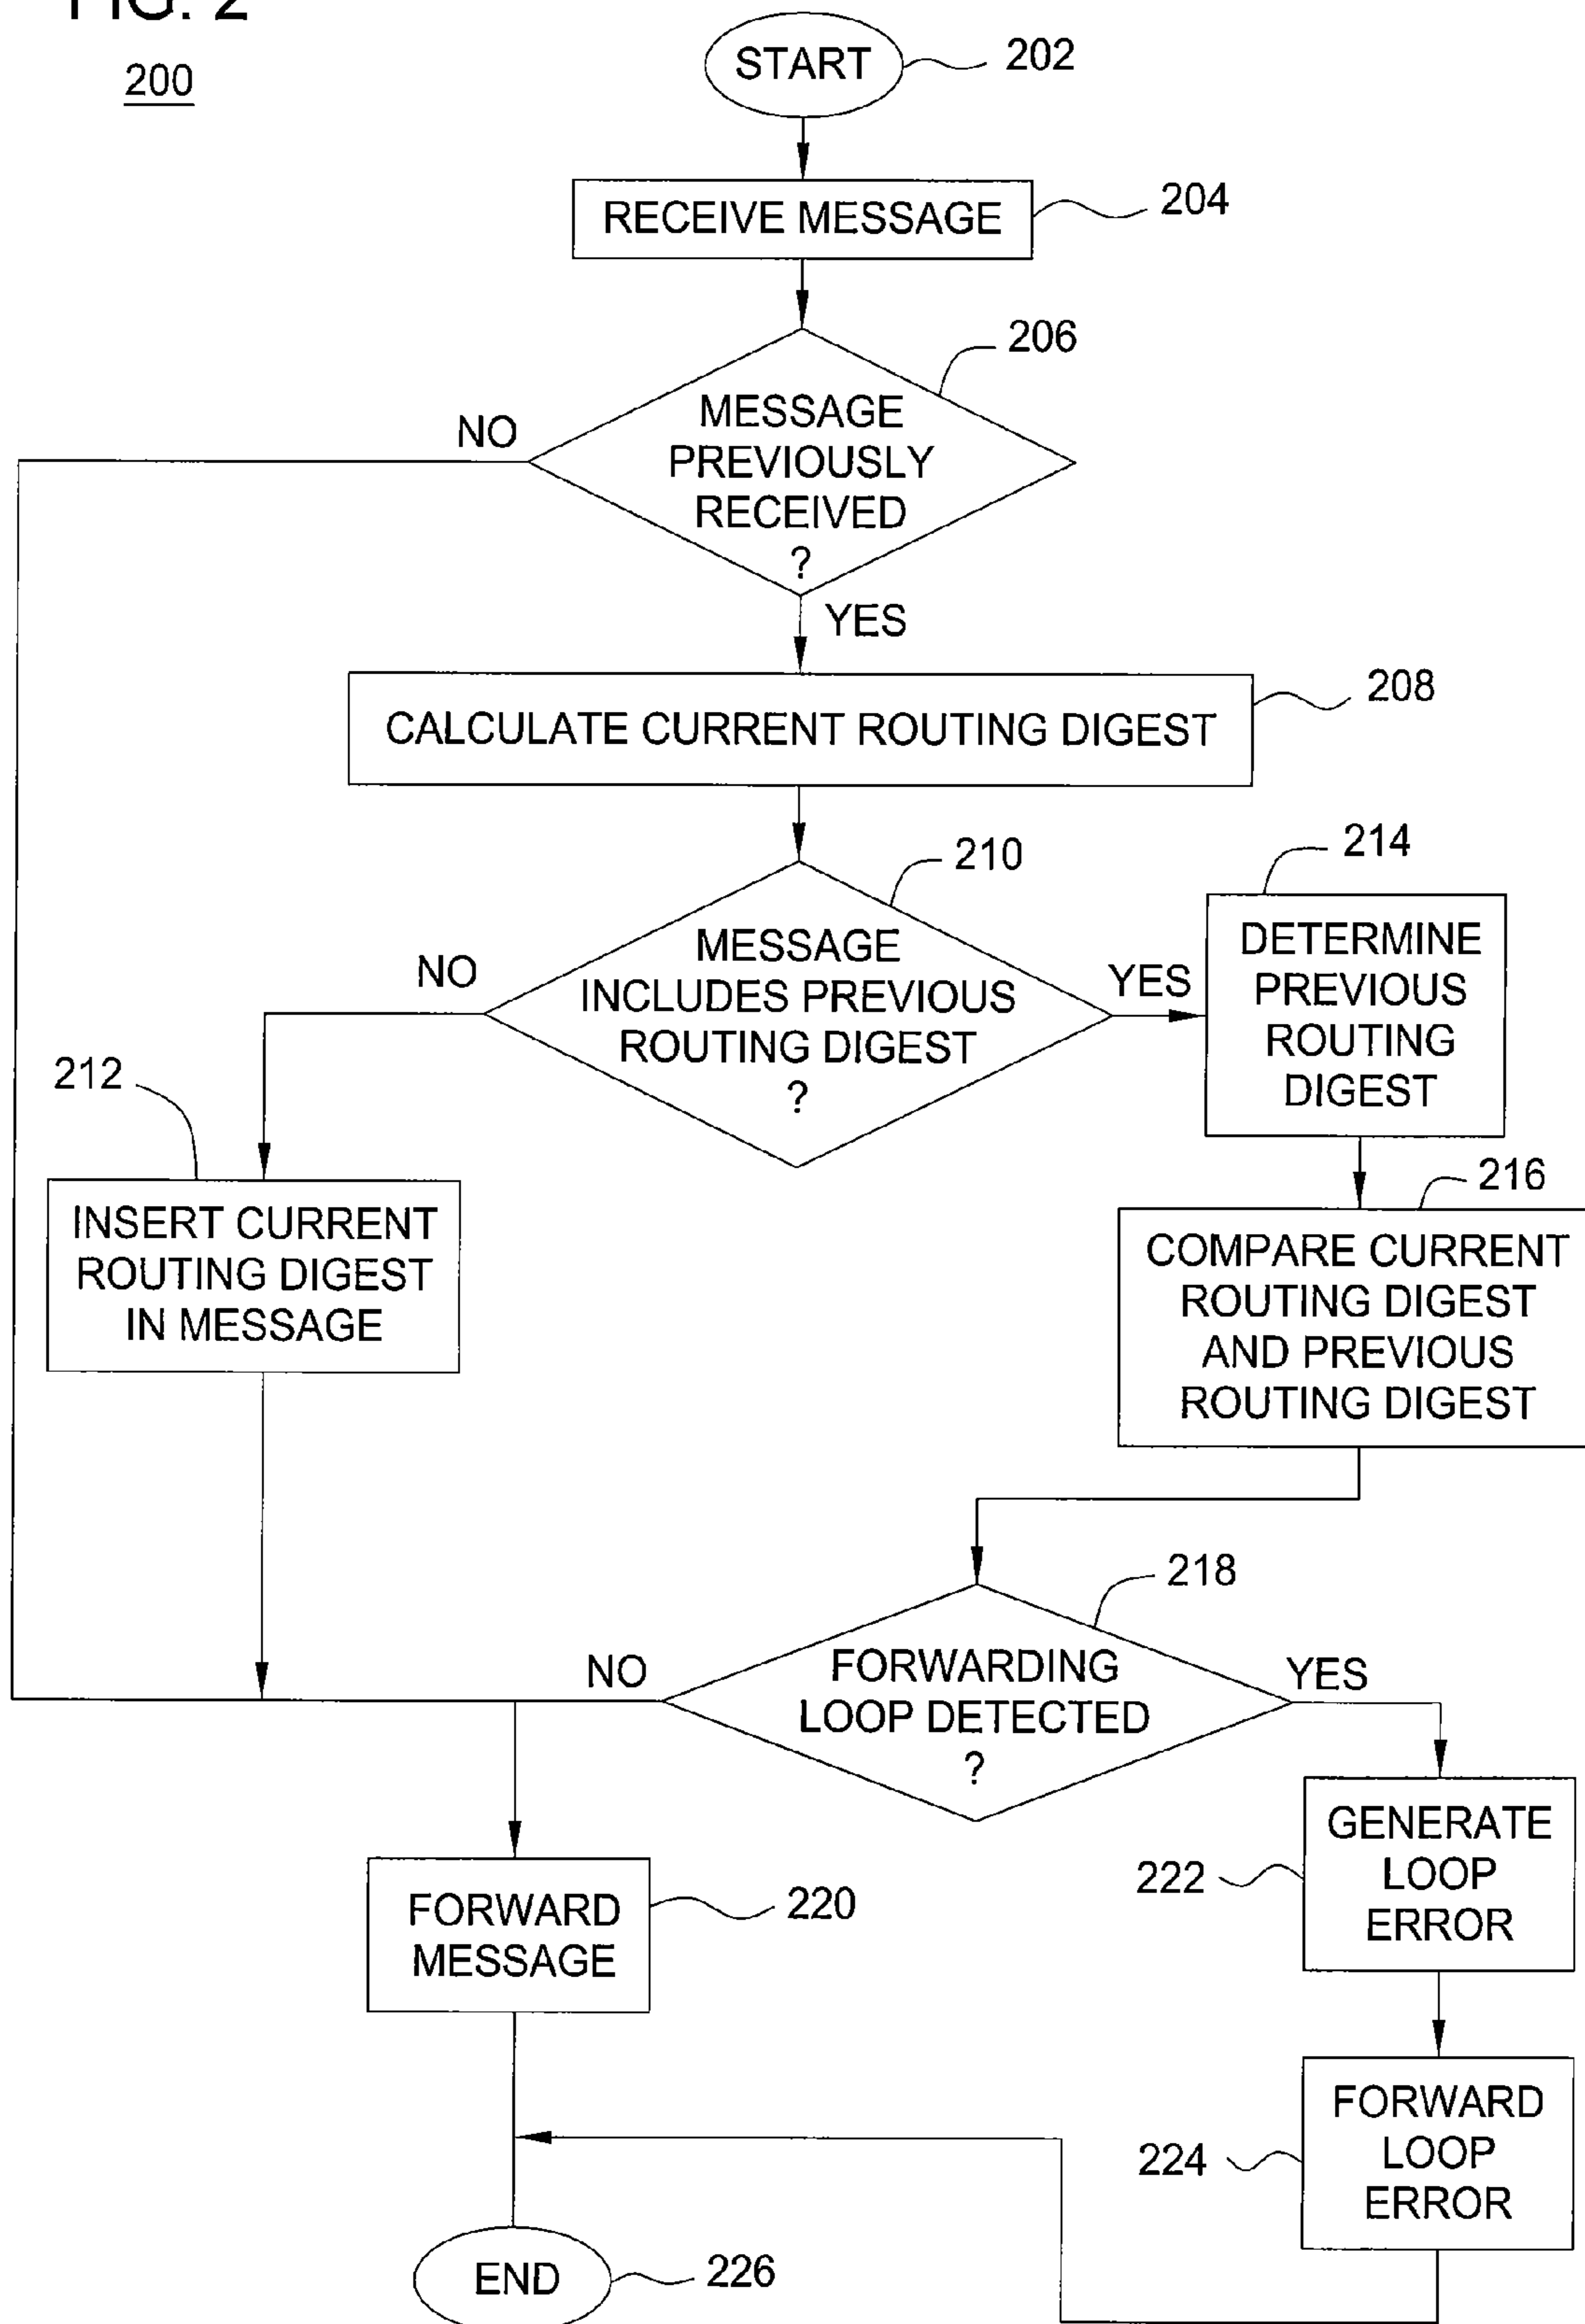 FIG. 2
200
START
202
RECEIVE MESSAGE
204
206
MESSAGE
PREVIOUSLY
RECEIVED
?
NO
YES
CALCULATE CURRENT ROUTING DIGEST
208
210
MESSAGE
INCLUDES PREVIOUS
ROUTING DIGEST
?
NO
YES
214
DETERMINE
PREVIOUS
ROUTING
DIGEST
212
INSERT CURRENT
ROUTING DIGEST
IN MESSAGE
216
COMPARE CURRENT
ROUTING DIGEST
AND PREVIOUS
ROUTING DIGEST
218
FORWARDING
LOOP DETECTED
?
NO
YES
FORWARD
MESSAGE
220
222
GENERATE
LOOP
ERROR
224
FORWARD
LOOP
ERROR
END
226